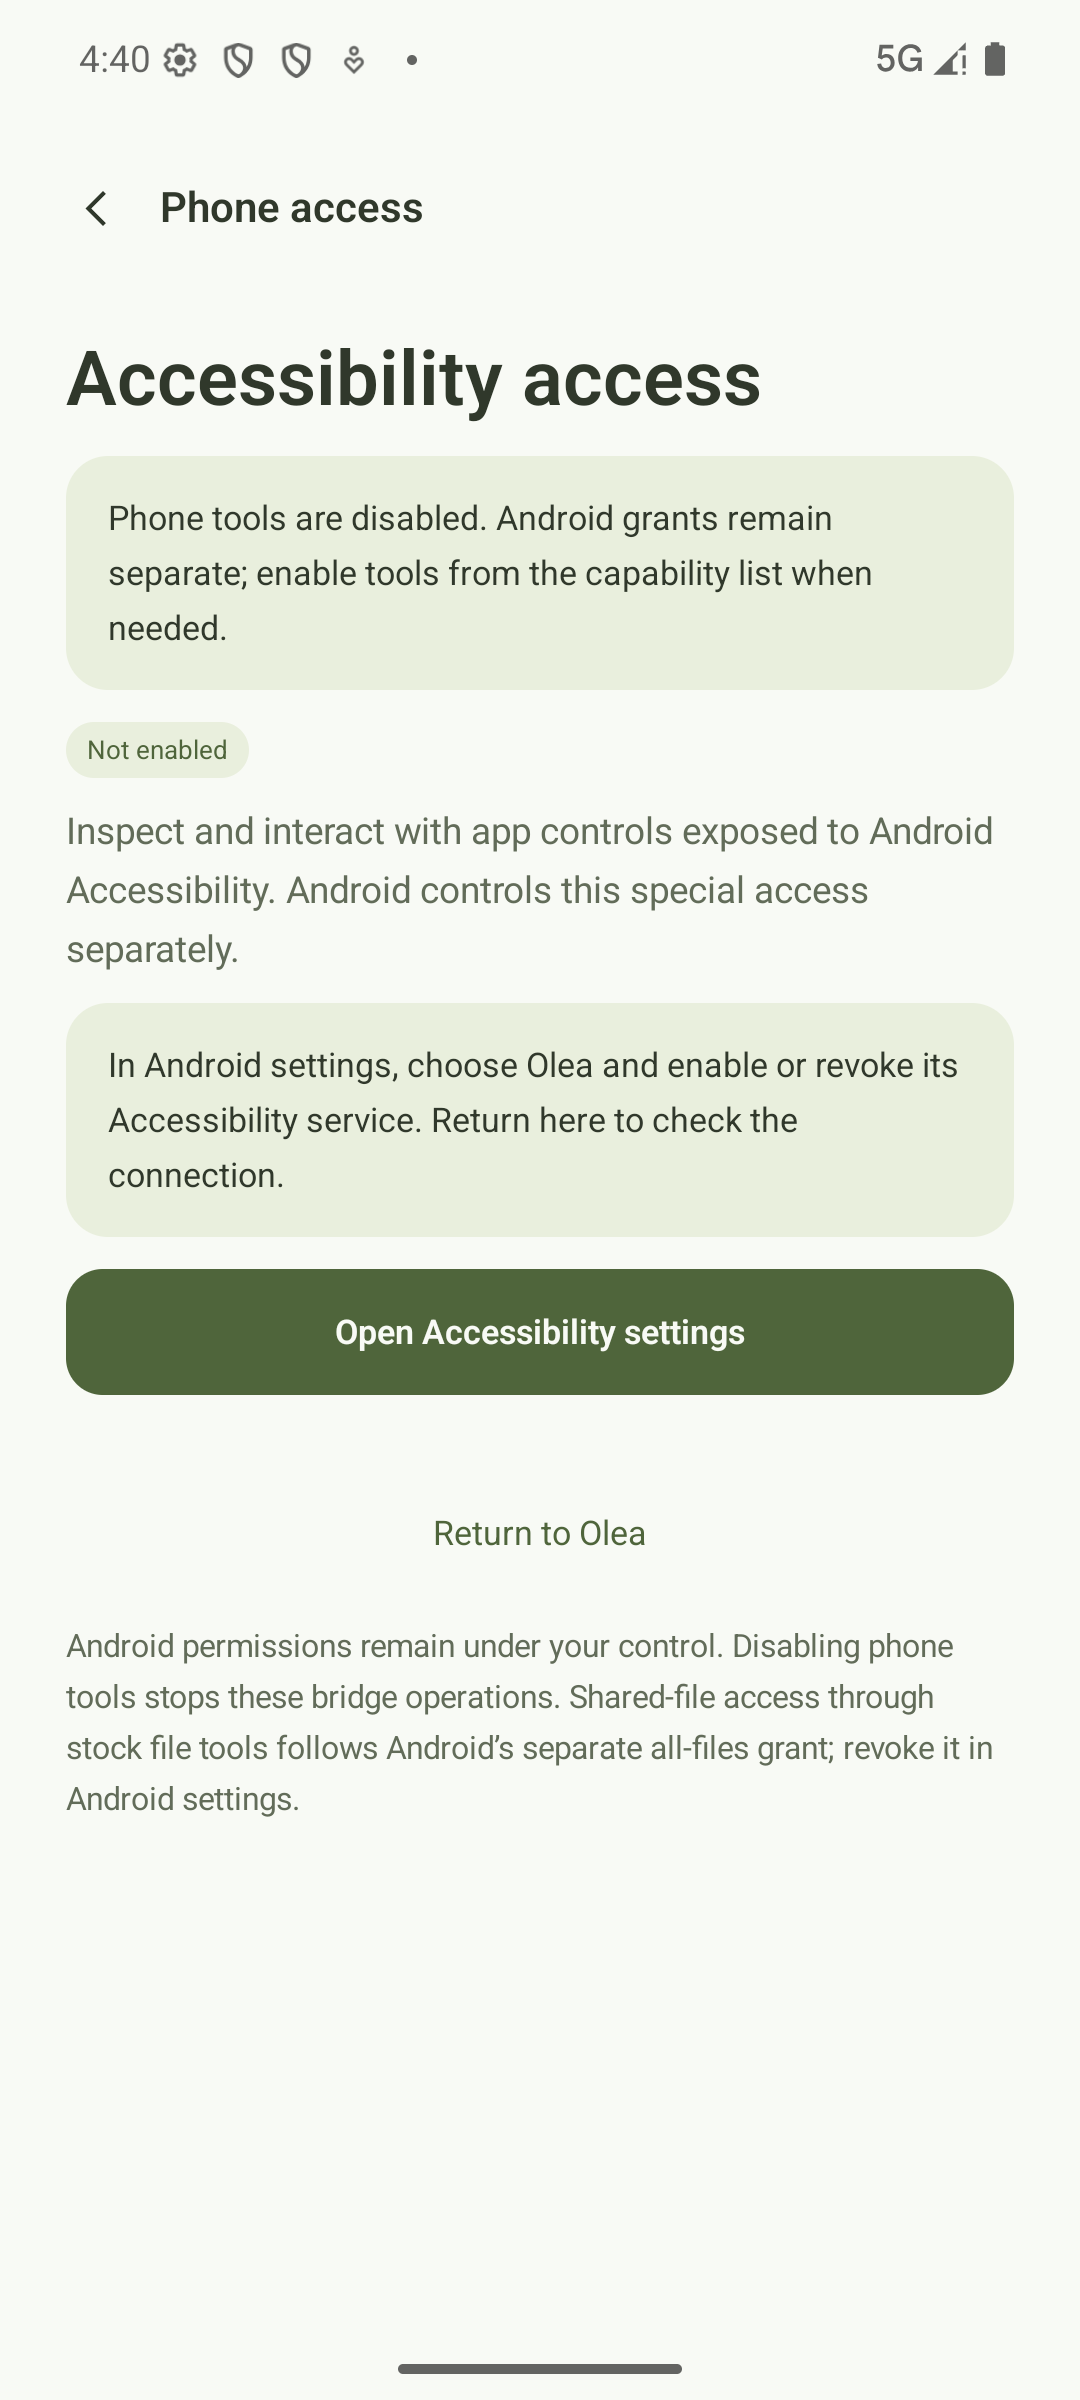 4:40
5G
Phone access
Accessibility access
Phone tools are disabled. Android grants remain
separate; enable tools from the capability list when
needed.
Not enabled
Inspect and interact with app controls exposed to Android
Accessibility. Android controls this special access
separately.
In Android settings, choose Olea and enable or revoke its
Accessibility service. Return here to check the
connection.
Open Accessibility settings
Return to Olea
Android permissions remain under your control. Disabling phone
tools stops these bridge operations. Shared-file access through
stock file tools follows Android’s separate all-files grant; revoke it in
Android settings.